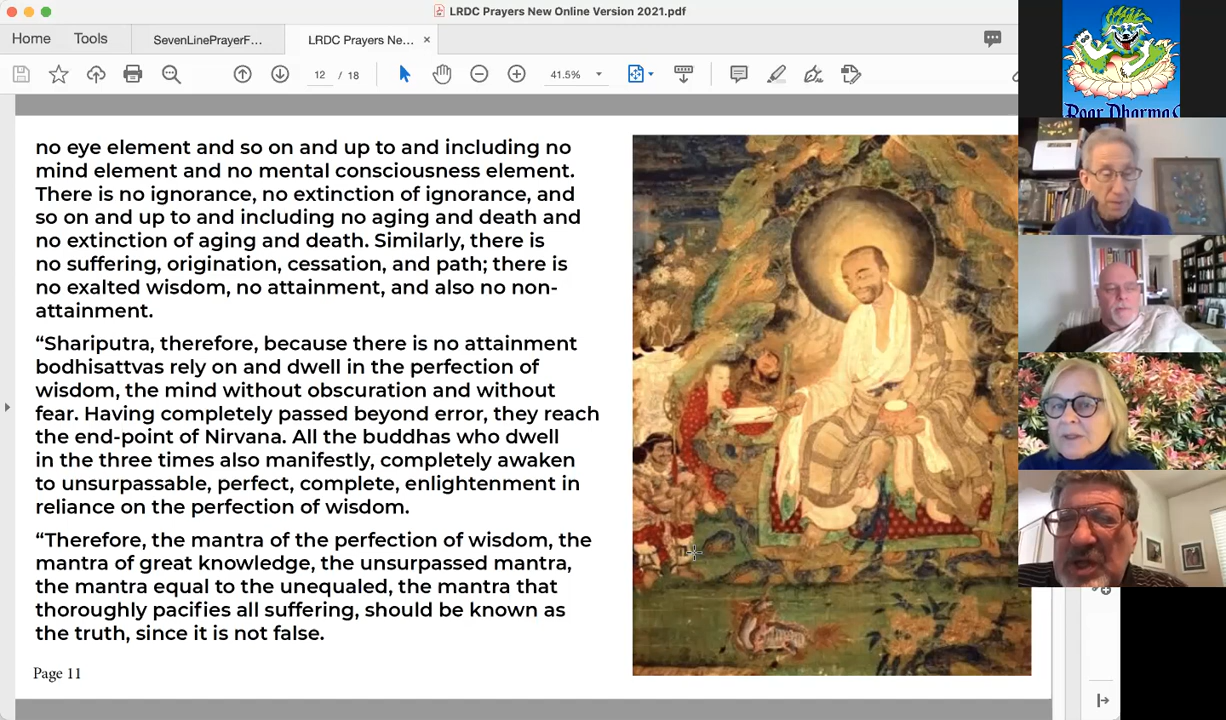 LRDC Prayers New Online Version 2021.pdf
Home
Tools
SevenLinePrayerF...
LRDC Prayers Ne...
×
12 / 18
41.5%
no eye element and so on and up to and including no
mind element and no mental consciousness element.
There is no ignorance, no extinction of ignorance, and
so on and up to and including no aging and death and
no extinction of aging and death. Similarly, there is
no suffering, origination, cessation, and path; there is
no exalted wisdom, no attainment, and also no non-
attainment.
“Shariputra, therefore, because there is no attainment
bodhisattvas rely on and dwell in the perfection of
wisdom, the mind without obscuration and without
fear. Having completely passed beyond error, they reach
the end-point of Nirvana. All the buddhas who dwell
in the three times also manifestly, completely awaken
to unsurpassable, perfect, complete, enlightenment in
reliance on the perfection of wisdom.
“Therefore, the mantra of the perfection of wisdom, the
mantra of great knowledge, the unsurpassed mantra,
the mantra equal to the unequaled, the mantra that
thoroughly pacifies all suffering, should be known as
the truth, since it is not false.
Page 11
Roar Dharma